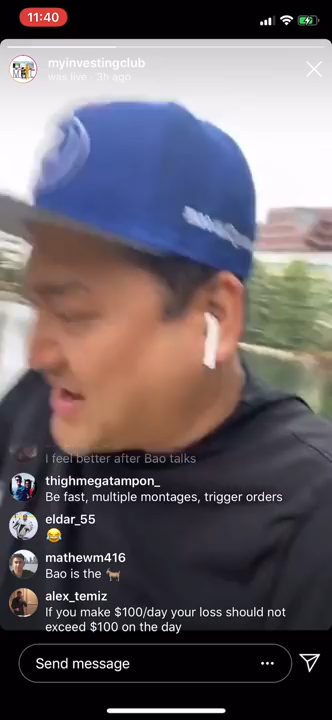 11:40
myinvestingclub
was live · 3h ago
I feel better after Bao talks
thighmegatampon_
Be fast, multiple montages, trigger orders
eldar_55
😂
mathewm416
Bao is the 🐐
alex_temiz
If you make $100/day your loss should not
exceed $100 on the day
Send message